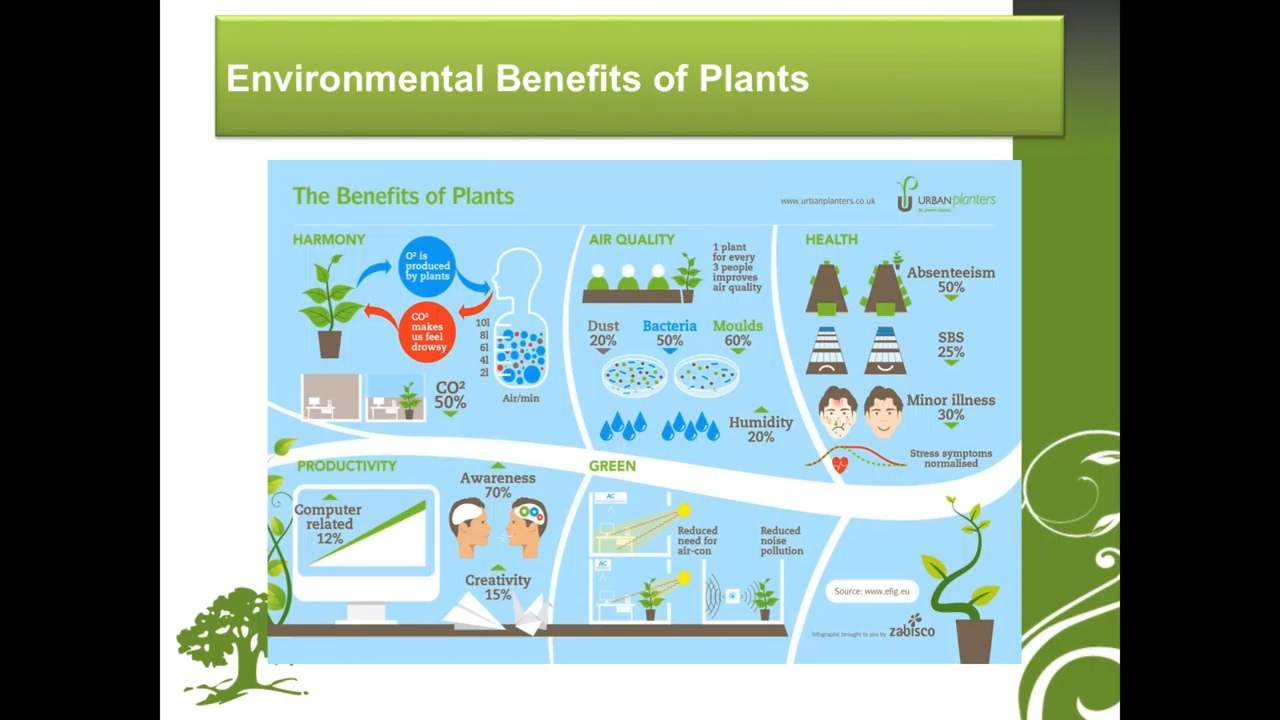 Environmental Benefits of Plants
The Benefits of Plants
www.urbanplanters.co.uk
URBANplanters
HARMONY
O² is
produced
by plants
CO²
makes
us feel
drowsy
10l
8l
6l
4l
2l
Air/min
CO²
50%
AIR QUALITY
1 plant
for every
3 people
improves
air quality
Dust
20%
Bacteria
50%
Moulds
60%
Humidity
20%
HEALTH
Absenteeism
50%
SBS
25%
Minor illness
30%
Stress symptoms
normalised
PRODUCTIVITY
Computer
related
12%
Awareness
70%
Creativity
15%
GREEN
AC
Reduced
need for
air-con
AC
Reduced
noise
pollution
Source: www.efig.eu
Infographic brought to you by
zabisco